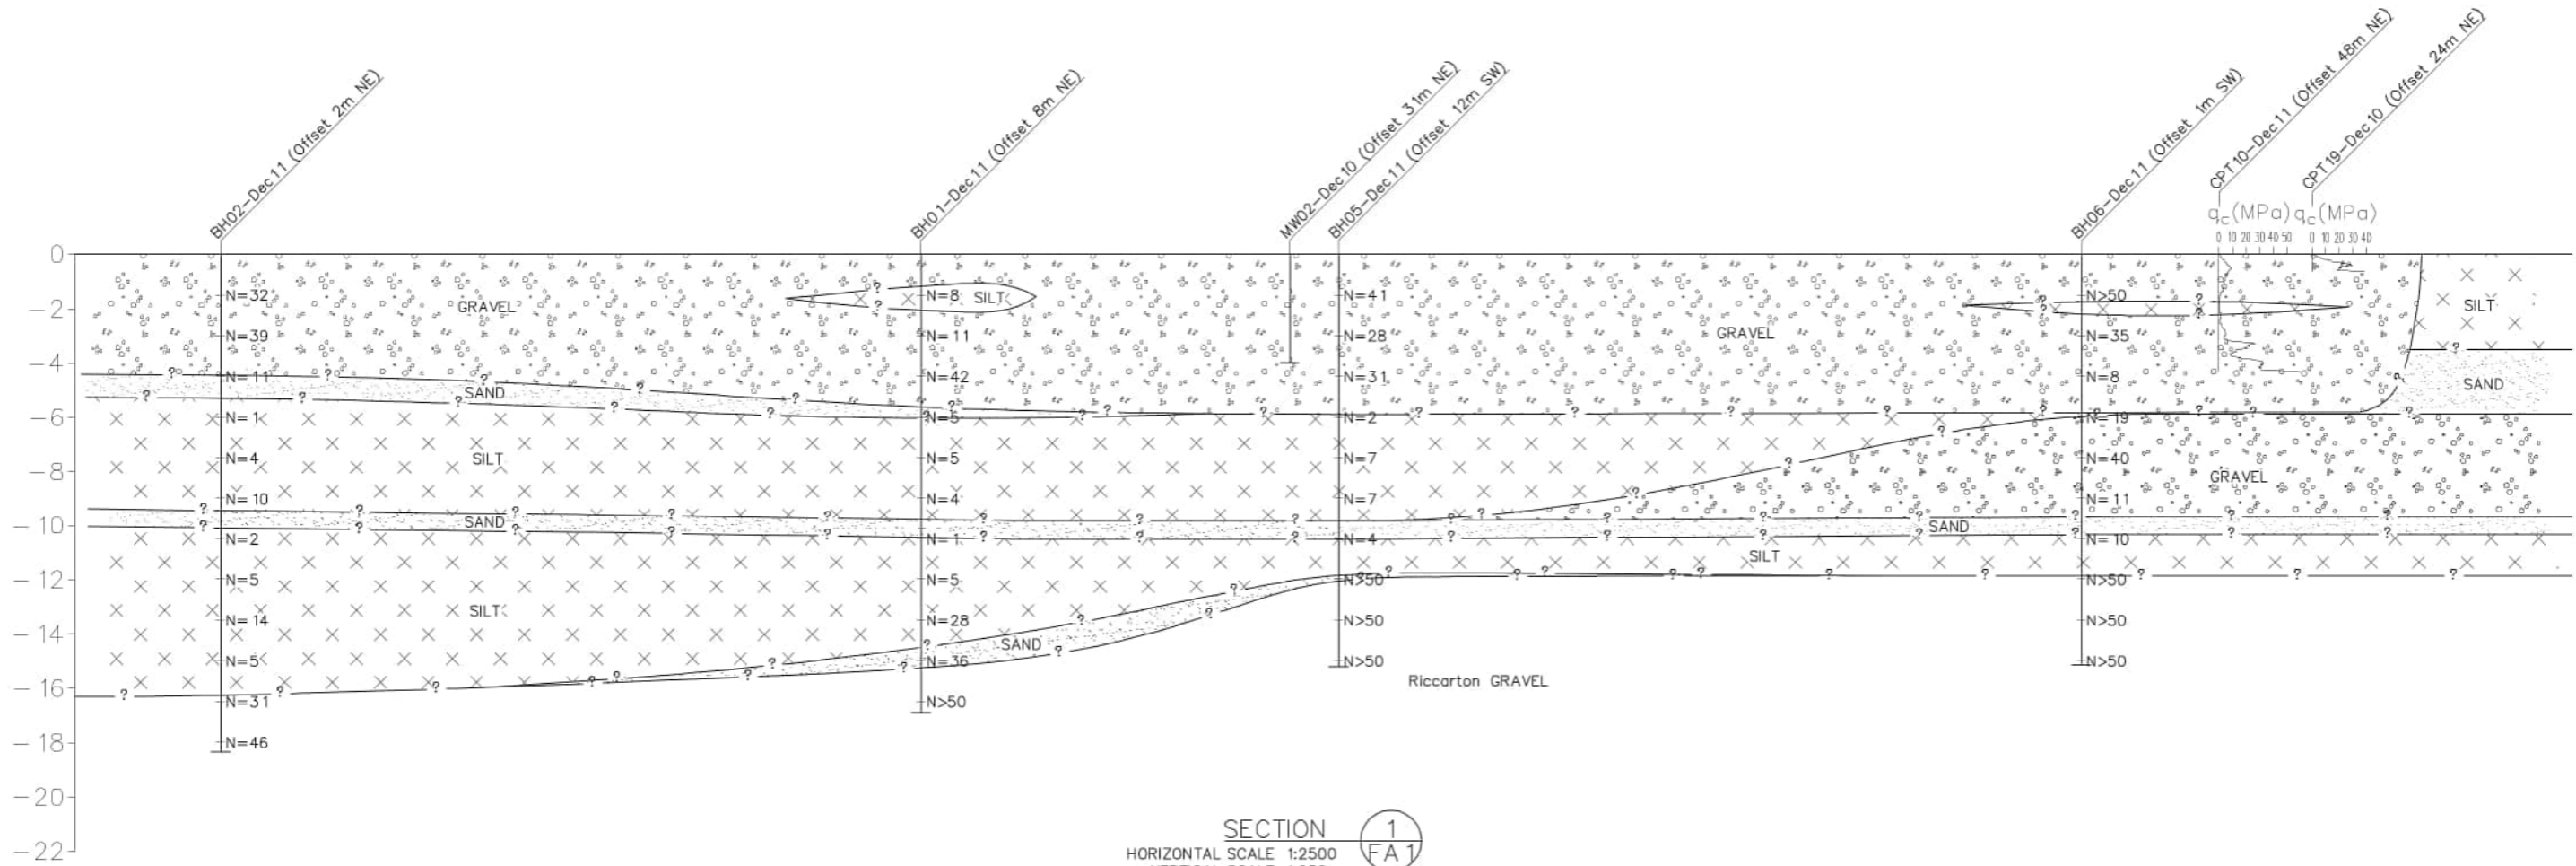 BH02-Dec11 (Offset 2m NE)
BH01-Dec11 (Offset 8m NE)
MW02-Dec10 (Offset 31m NE)
BH05-Dec11 (Offset 12m SW)
BH06-Dec11 (Offset 1m SW)
CPT10-Dec11 (Offset 48m NE)
CPT19-Dec10 (Offset 24m NE)
qc(MPa) qc(MPa)
0 10 20 30 40 50 0 10 20 30 40
0
-2
-4
-6
-8
-10
-12
-14
-16
-18
-20
-22
N=32
N=39
N=11
N=1
N=4
N=10
N=2
N=5
N=14
N=5
N=31
N=46
GRAVEL
SAND
SILT
SAND
SILT
N=8 SILT
N=11
N=42
N=5
N=5
N=4
N=1
N=5
N=28
N=36
N>50
SAND
N=41
N=28
N=31
N=2
N=7
N=7
N=4
N>50
N>50
N>50
Riccarton GRAVEL
GRAVEL
SAND
SILT
N>50
N=35
N=8
N=19
N=40
N=11
N=10
N>50
N>50
N>50
GRAVEL
SILT
SAND
SECTION 1
FA1
HORIZONTAL SCALE 1:2500